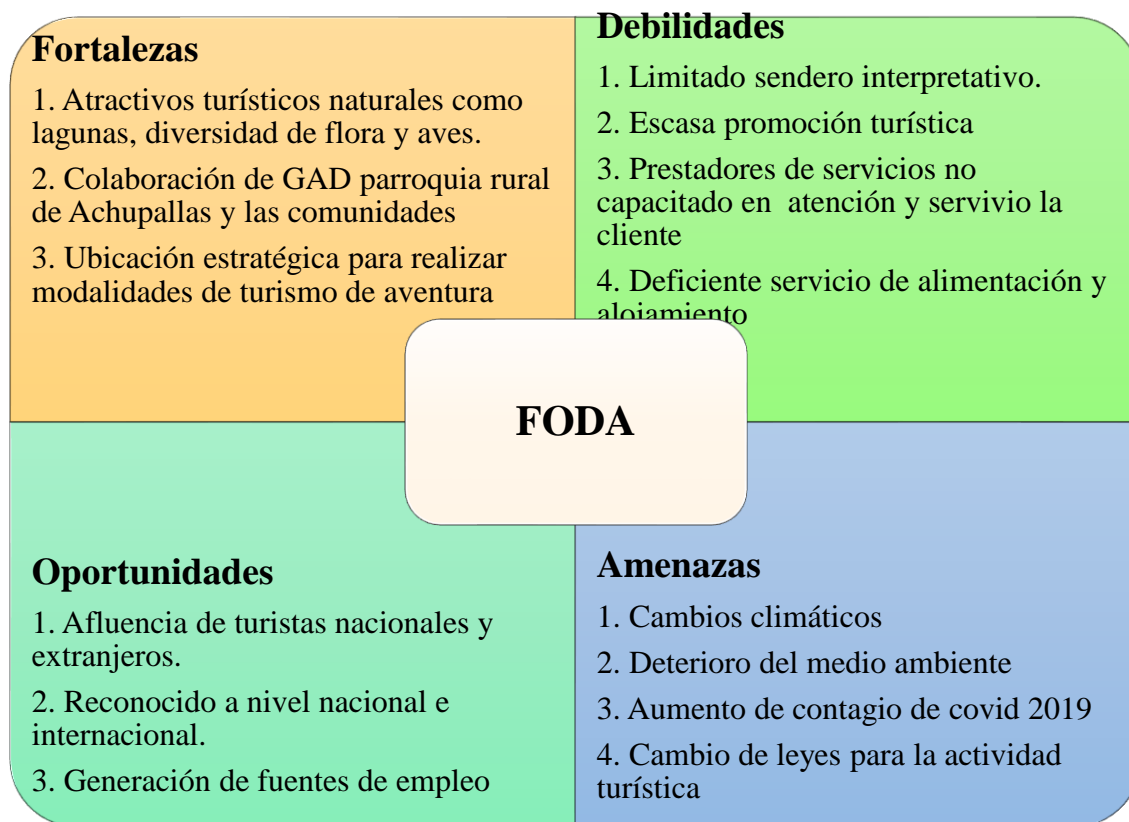 Fortalezas
1. Atractivos turísticos naturales como
lagunas, diversidad de flora y aves.
2. Colaboración de GAD parroquia rural
de Achupallas y las comunidades
3. Ubicación estratégica para realizar
modalidades de turismo de aventura
Debilidades
1. Limitado sendero interpretativo.
2. Escasa promoción turística
3. Prestadores de servicios no
capacitado en atención y servivio la
cliente
4. Deficiente servicio de alimentación y
alojamiento
FODA
Oportunidades
1. Afluencia de turistas nacionales y
extranjeros.
2. Reconocido a nivel nacional e
internacional.
3. Generación de fuentes de empleo
Amenazas
1. Cambios climáticos
2. Deterioro del medio ambiente
3. Aumento de contagio de covid 2019
4. Cambio de leyes para la actividad
turística